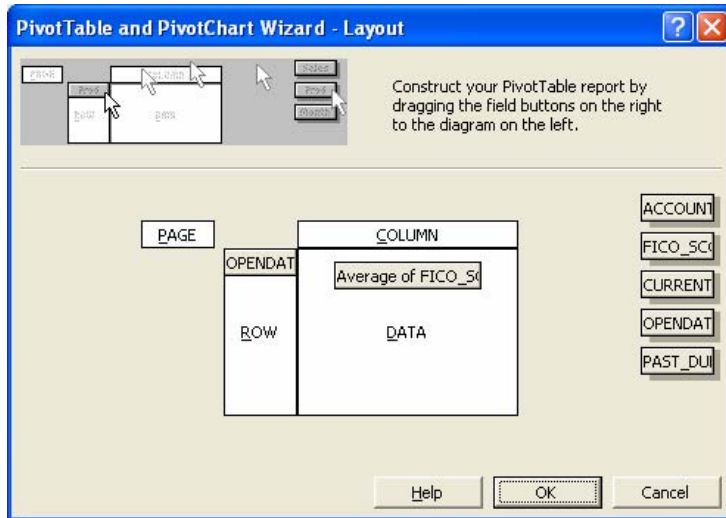 PivotTable and PivotChart Wizard - Layout
Construct your PivotTable report by
dragging the field buttons on the right
to the diagram on the left.
PAGE
COLUMN
OPENDAT
Average of FICO_S
ROW
DATA
ACCOUNT
FICO_SC
CURRENT
OPENDAT
PAST_DU
Help
OK
Cancel